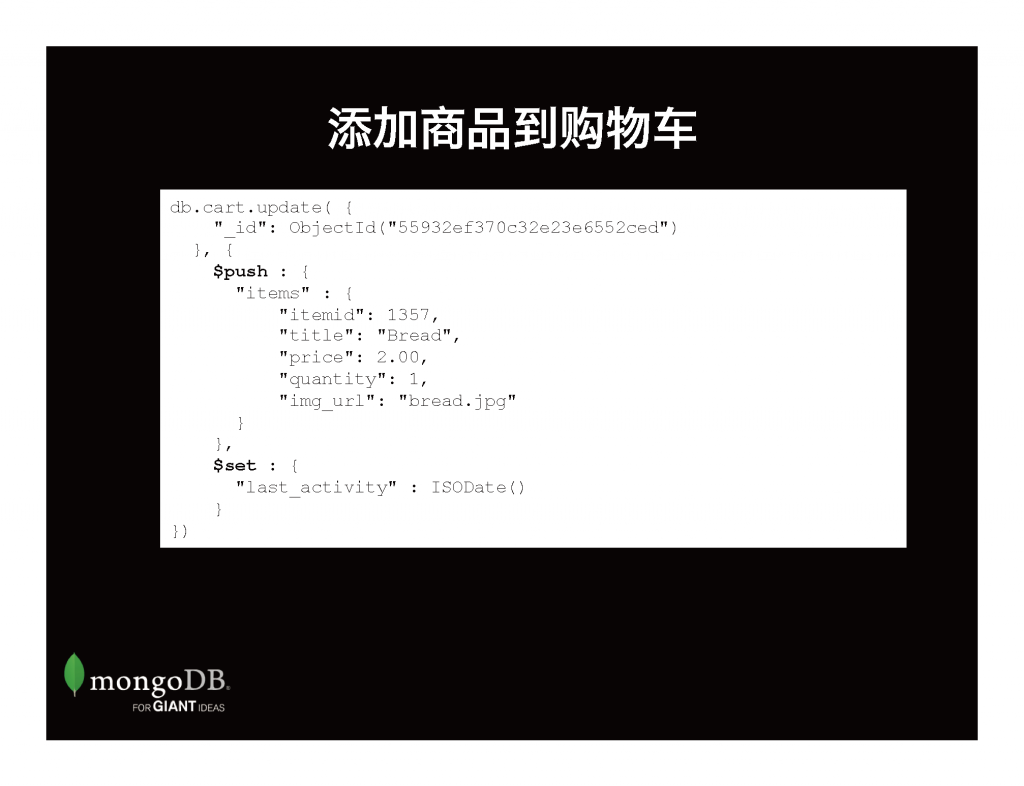 添加商品到购物车
db.cart.update( {
    "_id": ObjectId("55932ef370c32e23e6552ced")
  }, {
    $push : {
      "items" : {
          "itemid": 1357,
          "title": "Bread",
          "price": 2.00,
          "quantity": 1,
          "img_url": "bread.jpg"
      }
    },
    $set : {
      "last_activity" : ISODate()
    }
})
mongoDB.
FOR GIANT IDEAS